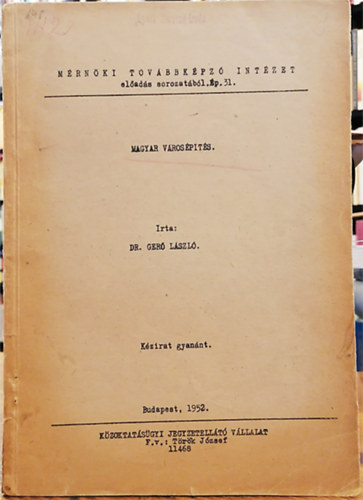 MÉRNÖKI TOVÁBBKÉPZŐ INTÉZET
előadás sorozatából.Ép.31.
MAGYAR VÁROSÉPITÉS.
Irta:
DR. GERŐ LÁSZLÓ.
Kézirat gyanánt.
Budapest, 1952.
KÖZOKTATÁSÜGYI JEGYZETELLÁTÓ VÁLLALAT
F.v.: Török József
11468